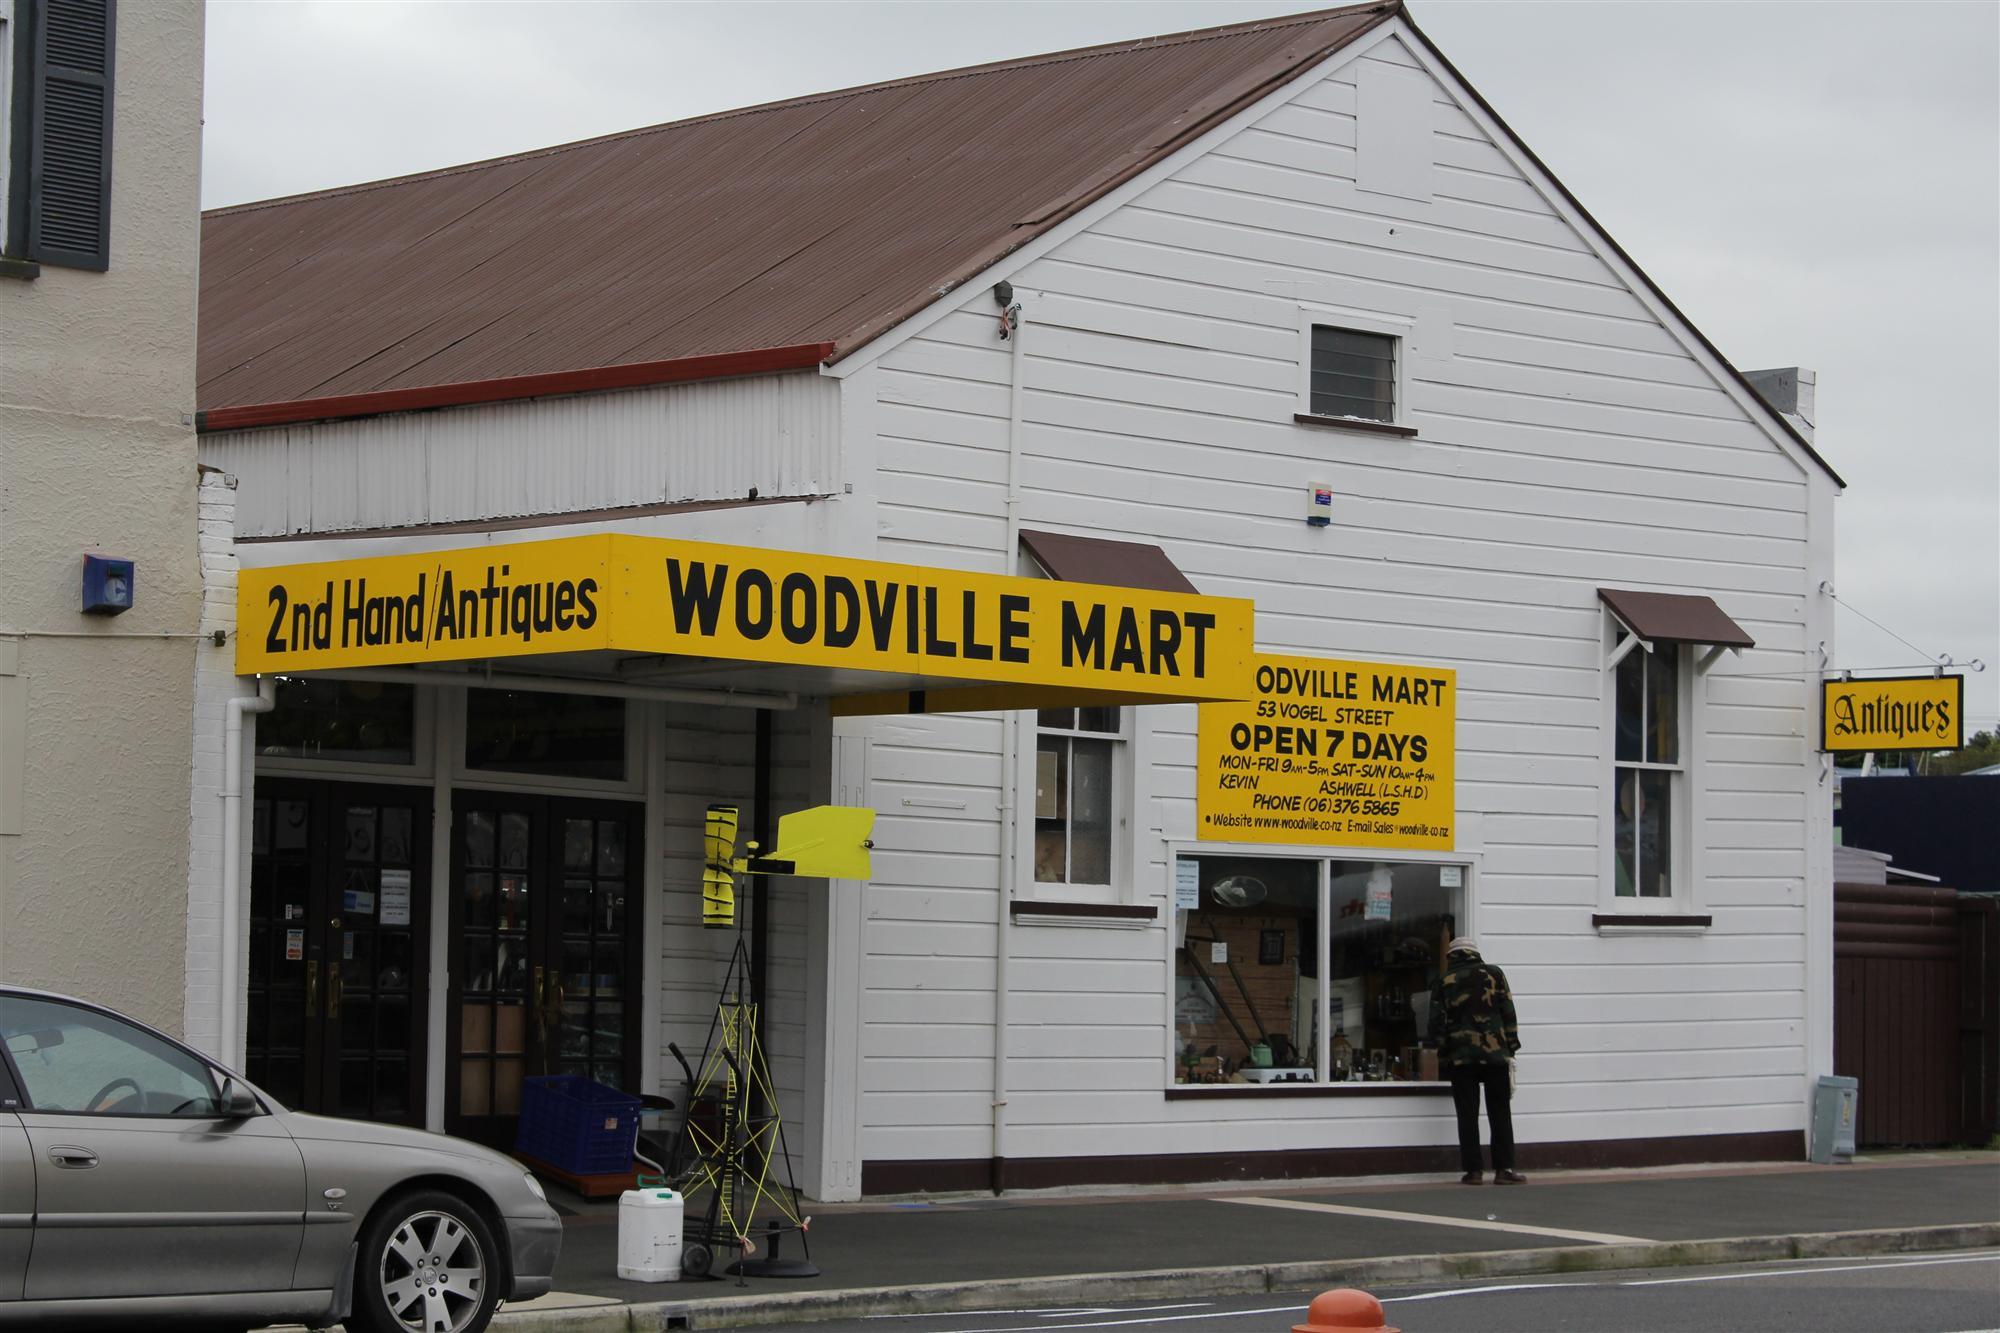 2nd Hand/Antiques
WOODVILLE MART
ODVILLE MART
53 VOGEL STREET
OPEN 7 DAYS
MON-FRI 9AM-5PM SAT-SUN 10AM-4PM
KEVIN ASHWELL (L.S.H.D)
PHONE (06) 376 5865
• Website www.woodville.co.nz E-mail Sales@woodville.co.nz
Antiques